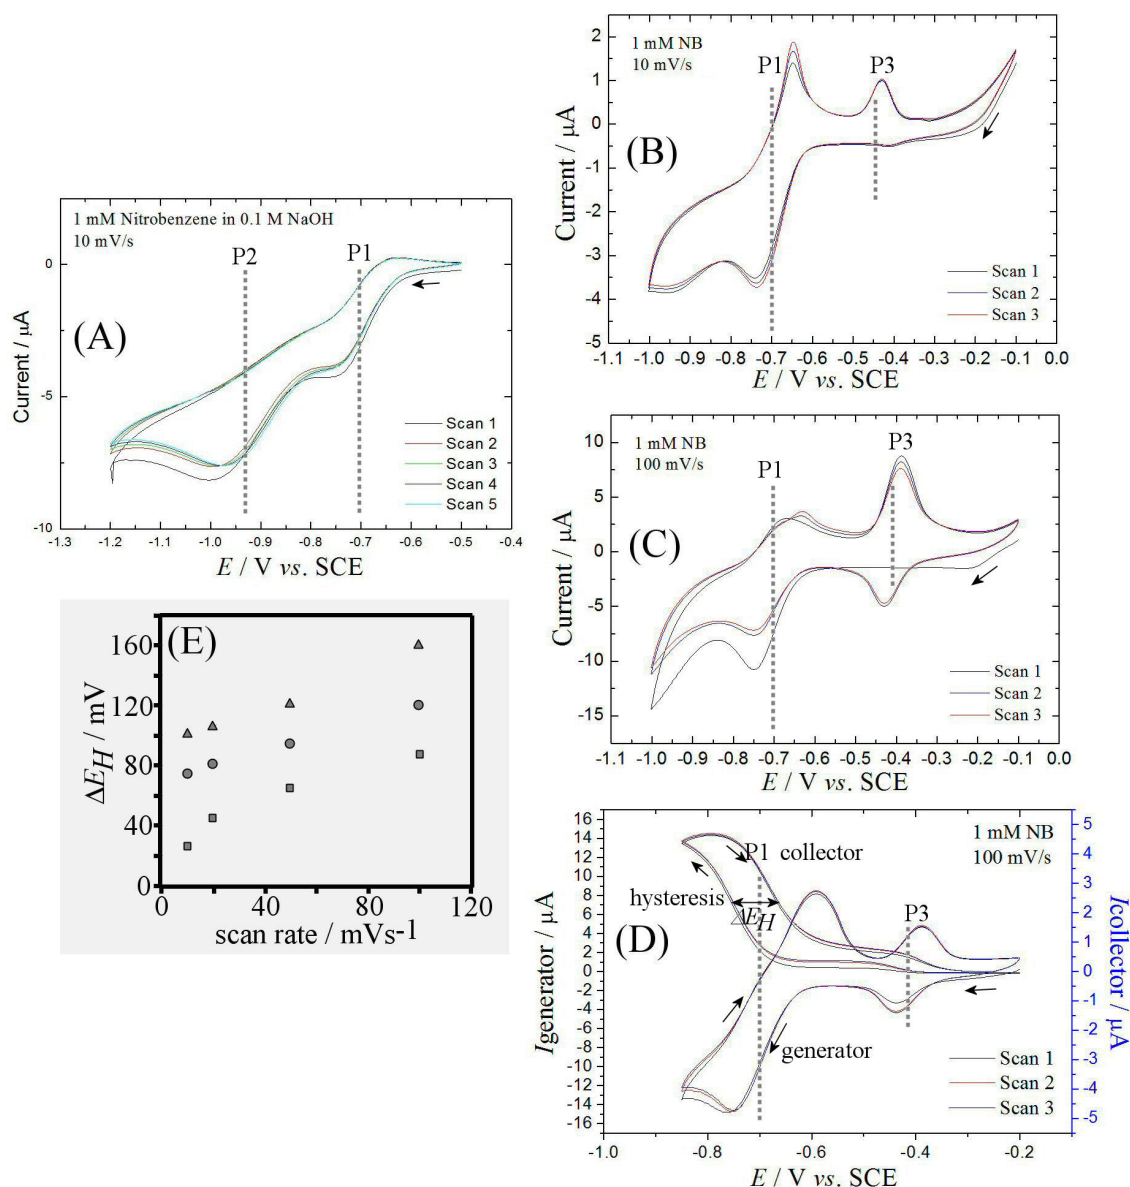 1 mM Nitrobenzene in 0.1 M NaOH
10 mV/s
P2
P1
(A)
0
-5
-10
Current / µA
Scan 1
Scan 2
Scan 3
Scan 4
Scan 5
-1.3 -1.2 -1.1 -1.0 -0.9 -0.8 -0.7 -0.6 -0.5 -0.4
E / V vs. SCE
1 mM NB
10 mV/s
P1
P3
(B)
2
1
0
-1
-2
-3
-4
-5
Current / µA
Scan 1
Scan 2
Scan 3
-1.1 -1.0 -0.9 -0.8 -0.7 -0.6 -0.5 -0.4 -0.3 -0.2 -0.1 0.0
E / V vs. SCE
1 mM NB
100 mV/s
P1
P3
(C)
10
5
0
-5
-10
-15
Current / µA
Scan 1
Scan 2
Scan 3
-1.1 -1.0 -0.9 -0.8 -0.7 -0.6 -0.5 -0.4 -0.3 -0.2 -0.1 0.0
E / V vs. SCE
(E)
160
120
80
40
0
ΔEH / mV
0 40 80 120
scan rate / mVs-1
1 mM NB
100 mV/s
P1 collector
hysteresis
ΔEH
P3
(D)
generator
16
14
12
10
8
6
4
2
0
-2
-4
-6
-8
-10
-12
-14
-16
Igenerator / µA
5
4
3
2
1
0
-1
-2
-3
-4
-5
Icollector / µA
Scan 1
Scan 2
Scan 3
-1.0 -0.8 -0.6 -0.4 -0.2
E / V vs. SCE